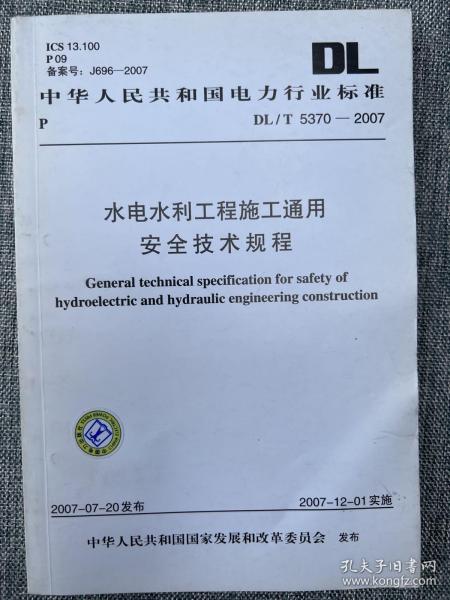 ICS 13.100
P 09
备案号：J696—2007
DL
中华人民共和国电力行业标准
P
DL/T 5370—2007
水电水利工程施工通用
安全技术规程
General technical specification for safety of
hydroelectric and hydraulic engineering construction
2007-07-20发布
2007-12-01实施
中华人民共和国国家发展和改革委员会 发布
孔夫子旧书网
www.kongfz.com